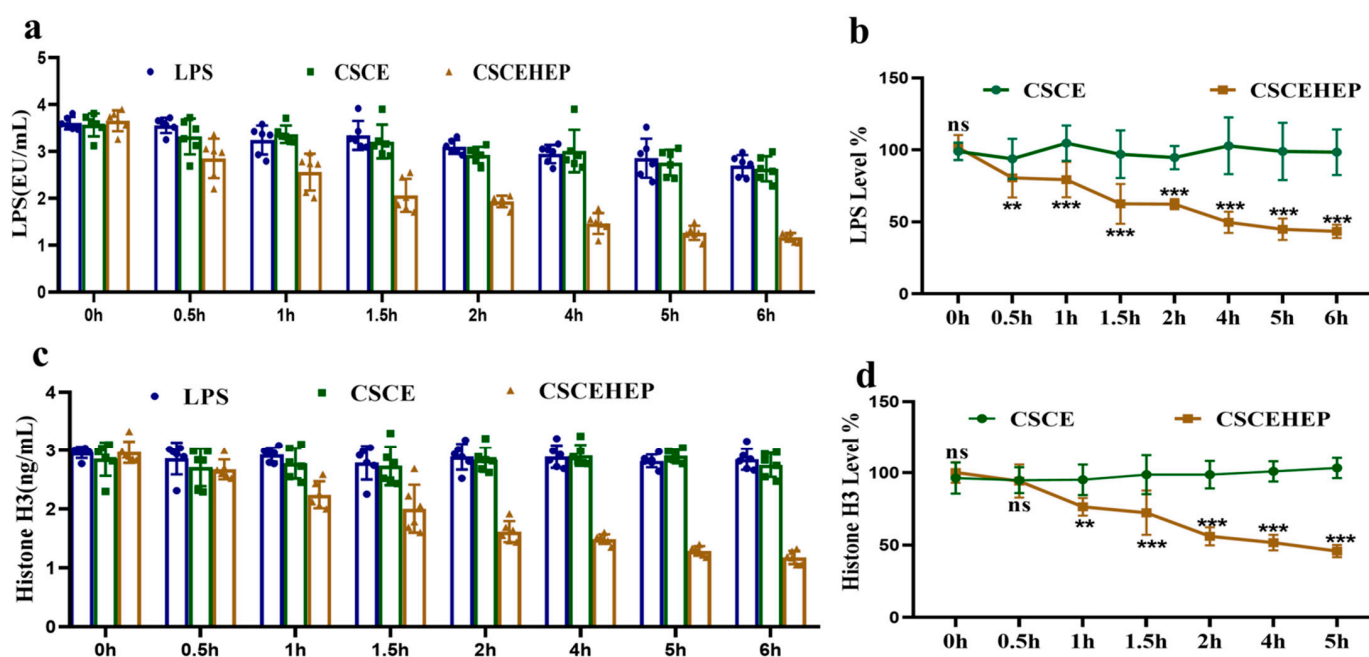 a
LPS CSCE CSCEHEP
LPS(EU/mL)
5
4
3
2
1
0
0h 0.5h 1h 1.5h 2h 4h 5h 6h
b
CSCE CSCEHEP
LPS Level %
150
100
50
0
ns
** *** *** *** *** *** ***
0h 0.5h 1h 1.5h 2h 4h 5h 6h
c
LPS CSCE CSCEHEP
Histone H3(ng/mL)
4
3
2
1
0
0h 0.5h 1h 1.5h 2h 4h 5h 6h
d
CSCE CSCEHEP
Histone H3 Level %
150
100
50
0
ns
ns ** *** *** *** ***
0h 0.5h 1h 1.5h 2h 4h 5h